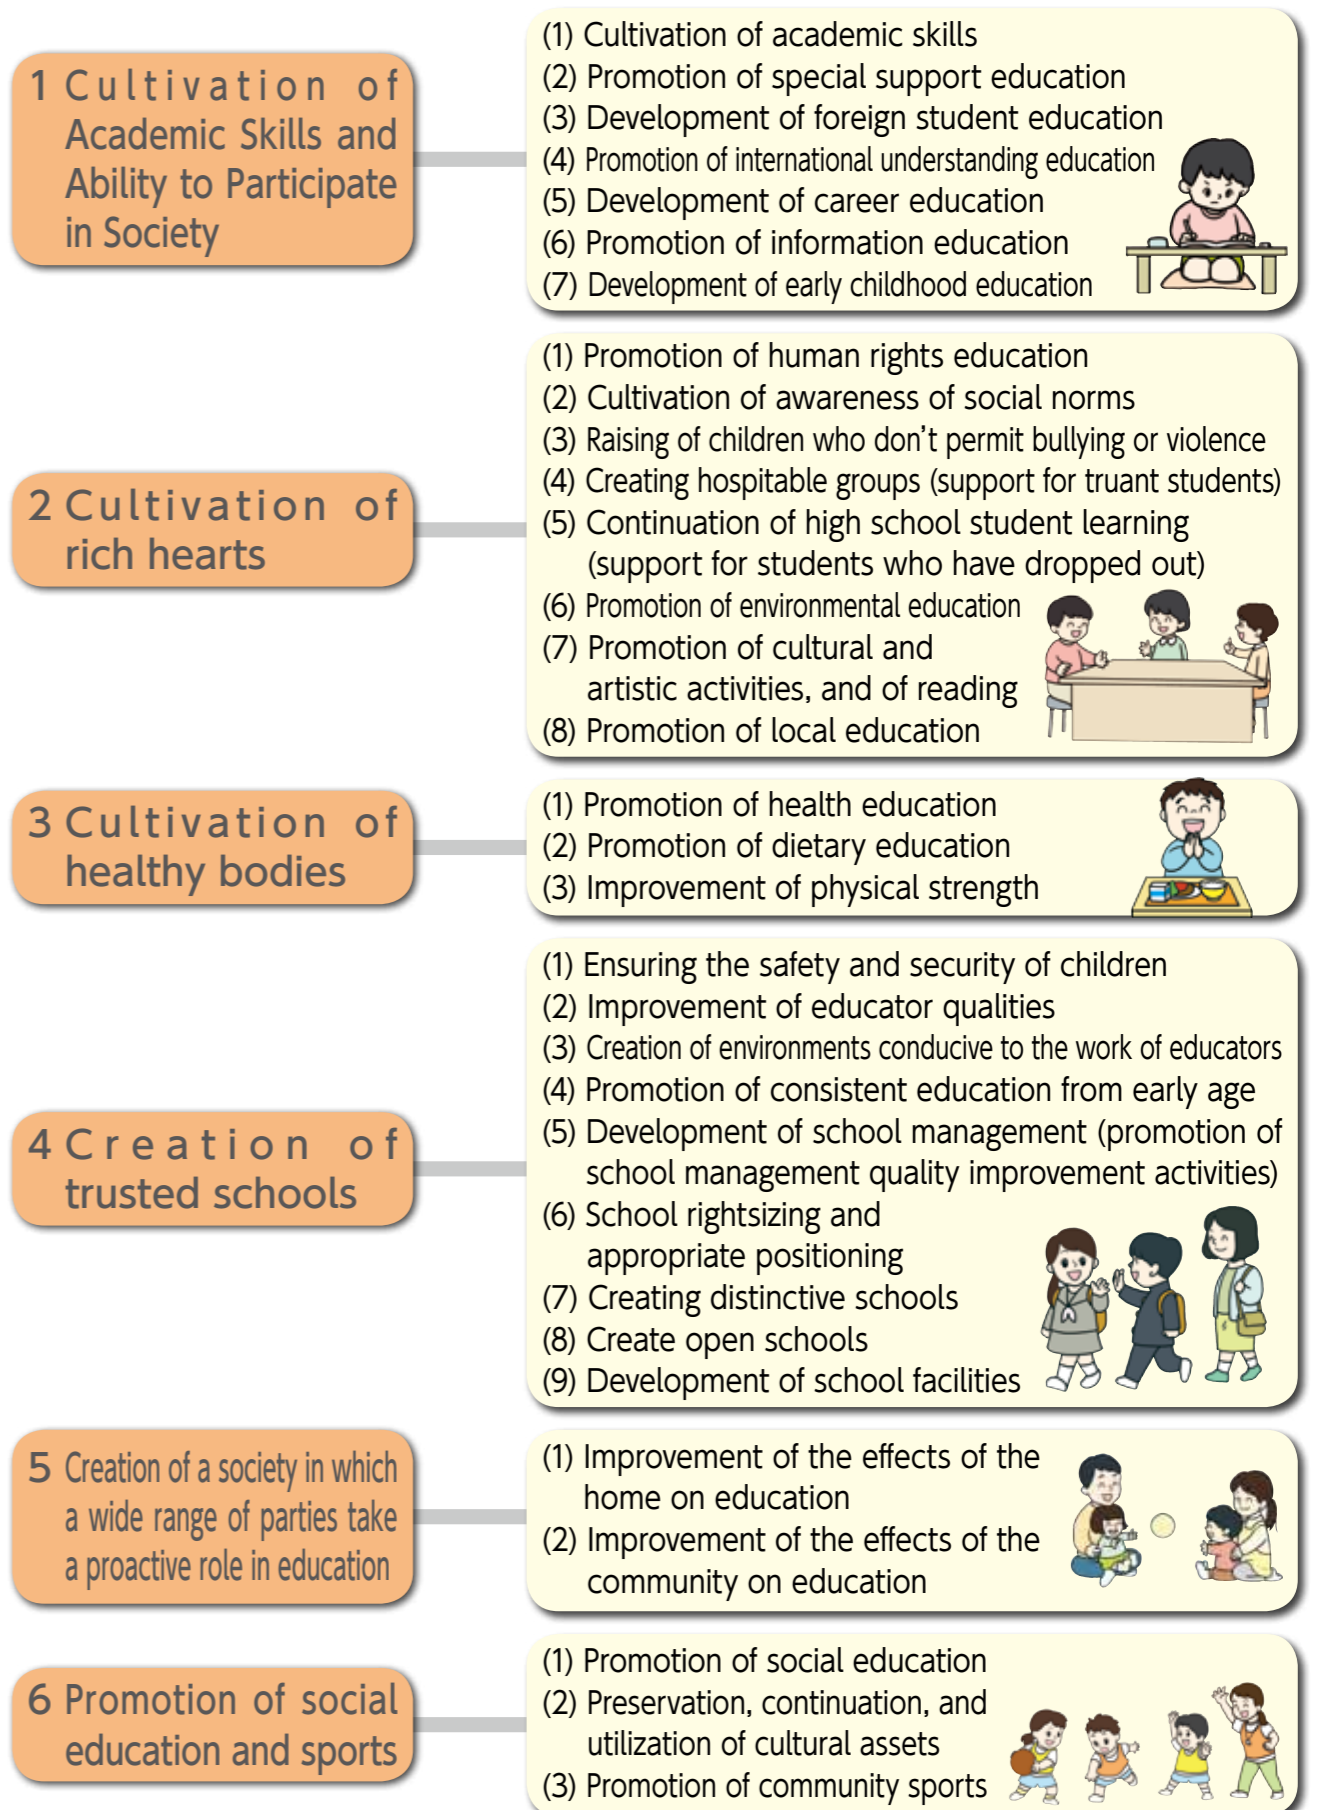 1 Cultivation of
Academic Skills and
Ability to Participate
in Society
(1) Cultivation of academic skills
(2) Promotion of special support education
(3) Development of foreign student education
(4) Promotion of international understanding education
(5) Development of career education
(6) Promotion of information education
(7) Development of early childhood education
2 Cultivation of
rich hearts
(1) Promotion of human rights education
(2) Cultivation of awareness of social norms
(3) Raising of children who don't permit bullying or violence
(4) Creating hospitable groups (support for truant students)
(5) Continuation of high school student learning
(support for students who have dropped out)
(6) Promotion of environmental education
(7) Promotion of cultural and
artistic activities, and of reading
(8) Promotion of local education
3 Cultivation of
healthy bodies
(1) Promotion of health education
(2) Promotion of dietary education
(3) Improvement of physical strength
4 Creation of
trusted schools
(1) Ensuring the safety and security of children
(2) Improvement of educator qualities
(3) Creation of environments conducive to the work of educators
(4) Promotion of consistent education from early age
(5) Development of school management (promotion of
school management quality improvement activities)
(6) School rightsizing and
appropriate positioning
(7) Creating distinctive schools
(8) Create open schools
(9) Development of school facilities
5 Creation of a society in which
a wide range of parties take
a proactive role in education
(1) Improvement of the effects of the
home on education
(2) Improvement of the effects of the
community on education
6 Promotion of social
education and sports
(1) Promotion of social education
(2) Preservation, continuation, and
utilization of cultural assets
(3) Promotion of community sports